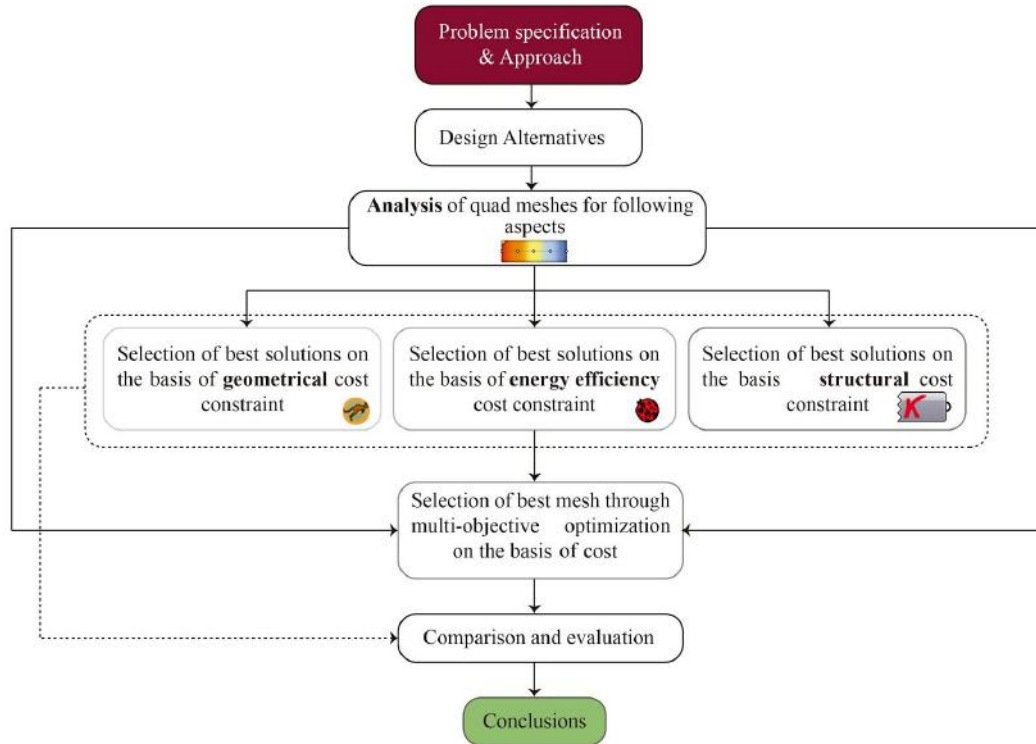 Problem specification
& Approach
Design Alternatives
Analysis of quad meshes for following
aspects
Selection of best solutions on
the basis of geometrical cost
constraint
Selection of best solutions on
the basis of energy efficiency
cost constraint
Selection of best solutions on
the basis structural cost
constraint
K
Selection of best mesh through
multi-objective optimization
on the basis of cost
Comparison and evaluation
Conclusions